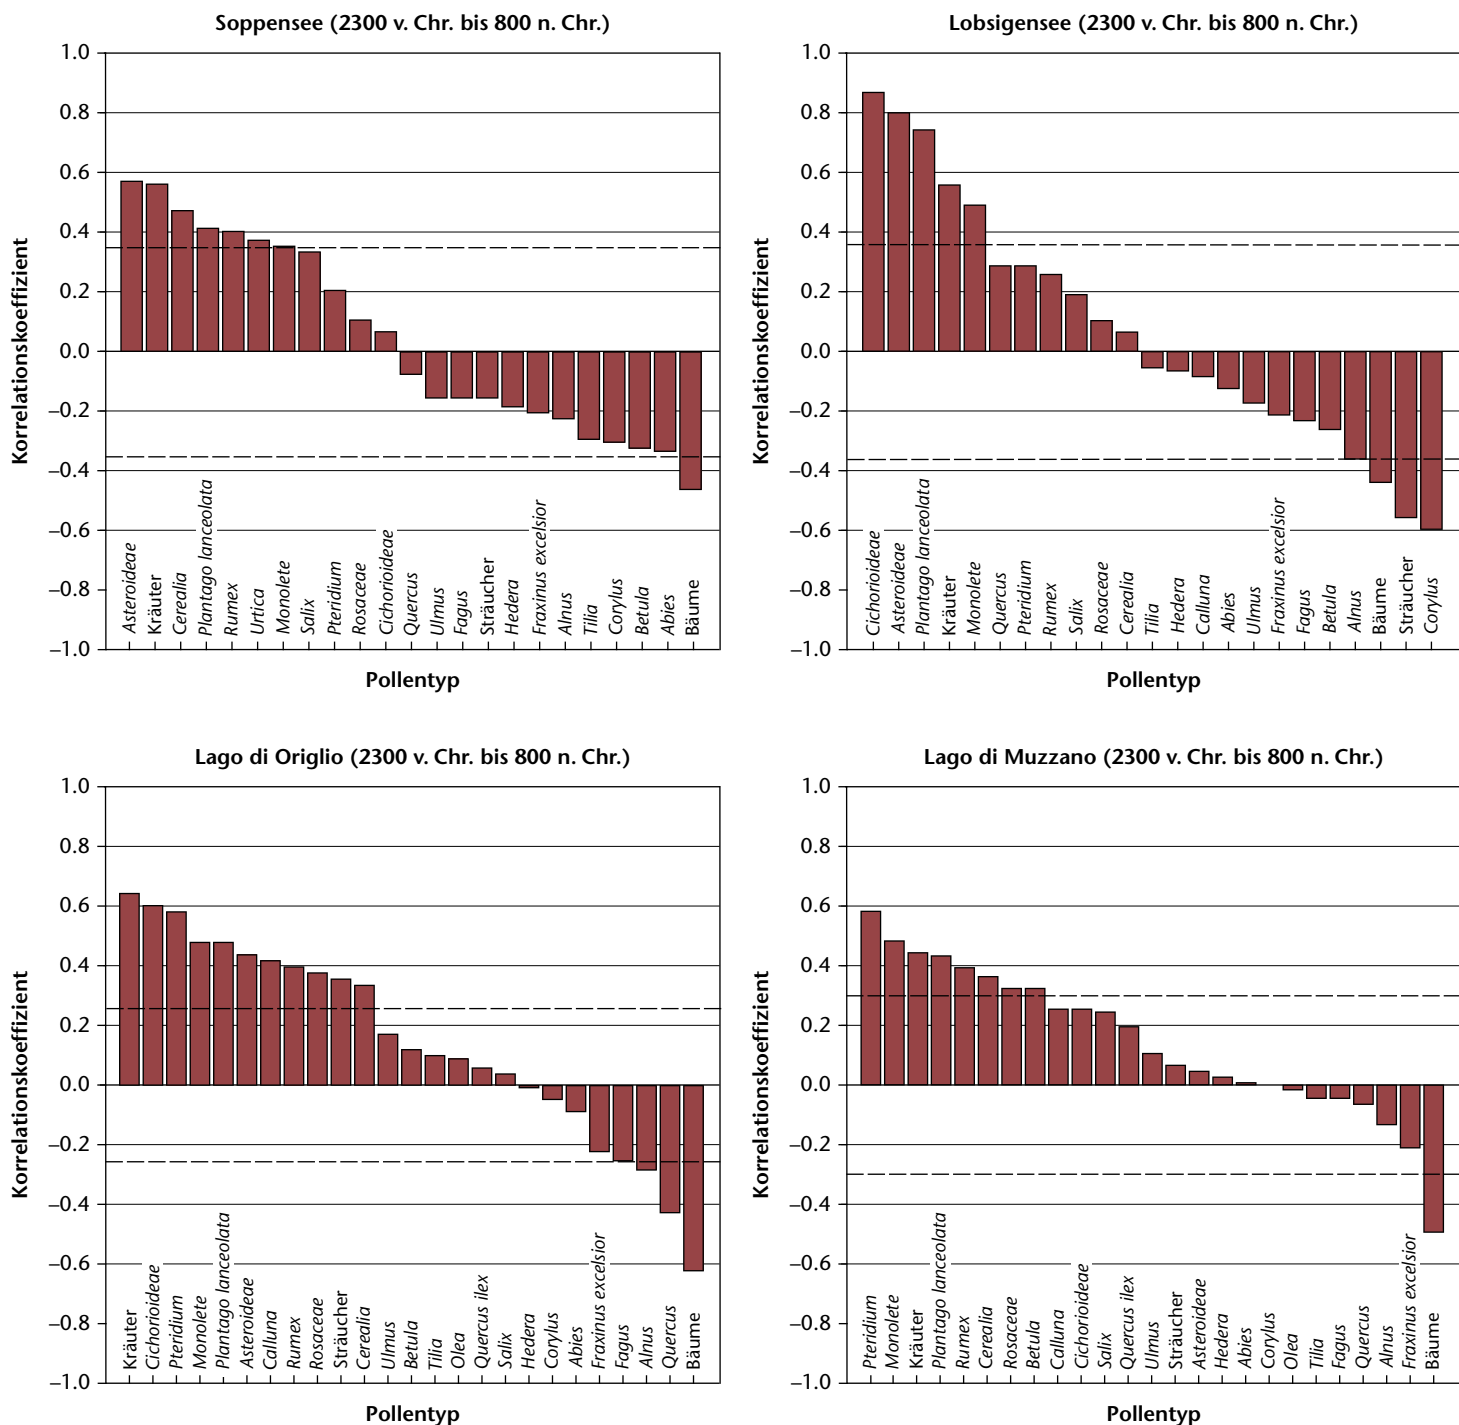 Soppensee (2300 v. Chr. bis 800 n. Chr.)
Korrelationskoeffizient
1.0
0.8
0.6
0.4
0.2
0.0
–0.2
–0.4
–0.6
–0.8
–1.0
Asteroideae
Kräuter
Cerealia
Plantago lanceolata
Rumex
Urtica
Monolete
Salix
Pteridium
Rosaceae
Cichorioideae
Quercus
Ulmus
Fagus
Sträucher
Hedera
Fraxinus excelsior
Alnus
Tilia
Corylus
Betula
Abies
Bäume
Pollentyp
Lobsigensee (2300 v. Chr. bis 800 n. Chr.)
Korrelationskoeffizient
1.0
0.8
0.6
0.4
0.2
0.0
–0.2
–0.4
–0.6
–0.8
–1.0
Cichorioideae
Asteroideae
Plantago lanceolata
Kräuter
Monolete
Quercus
Pteridium
Rumex
Salix
Rosaceae
Cerealia
Tilia
Hedera
Calluna
Abies
Ulmus
Fraxinus excelsior
Fagus
Betula
Alnus
Bäume
Sträucher
Corylus
Pollentyp
Lago di Origlio (2300 v. Chr. bis 800 n. Chr.)
Korrelationskoeffizient
1.0
0.8
0.6
0.4
0.2
0.0
–0.2
–0.4
–0.6
–0.8
–1.0
Kräuter
Cichorioideae
Pteridium
Monolete
Plantago lanceolata
Asteroideae
Calluna
Rumex
Rosaceae
Sträucher
Cerealia
Ulmus
Betula
Tilia
Olea
Quercus ilex
Salix
Hedera
Corylus
Abies
Fraxinus excelsior
Fagus
Alnus
Quercus
Bäume
Pollentyp
Lago di Muzzano (2300 v. Chr. bis 800 n. Chr.)
Korrelationskoeffizient
1.0
0.8
0.6
0.4
0.2
0.0
–0.2
–0.4
–0.6
–0.8
–1.0
Pteridium
Monolete
Kräuter
Plantago lanceolata
Rumex
Cerealia
Rosaceae
Betula
Calluna
Cichorioideae
Salix
Quercus ilex
Ulmus
Sträucher
Asteroideae
Hedera
Abies
Corylus
Olea
Tilia
Fagus
Quercus
Alnus
Fraxinus excelsior
Bäume
Pollentyp